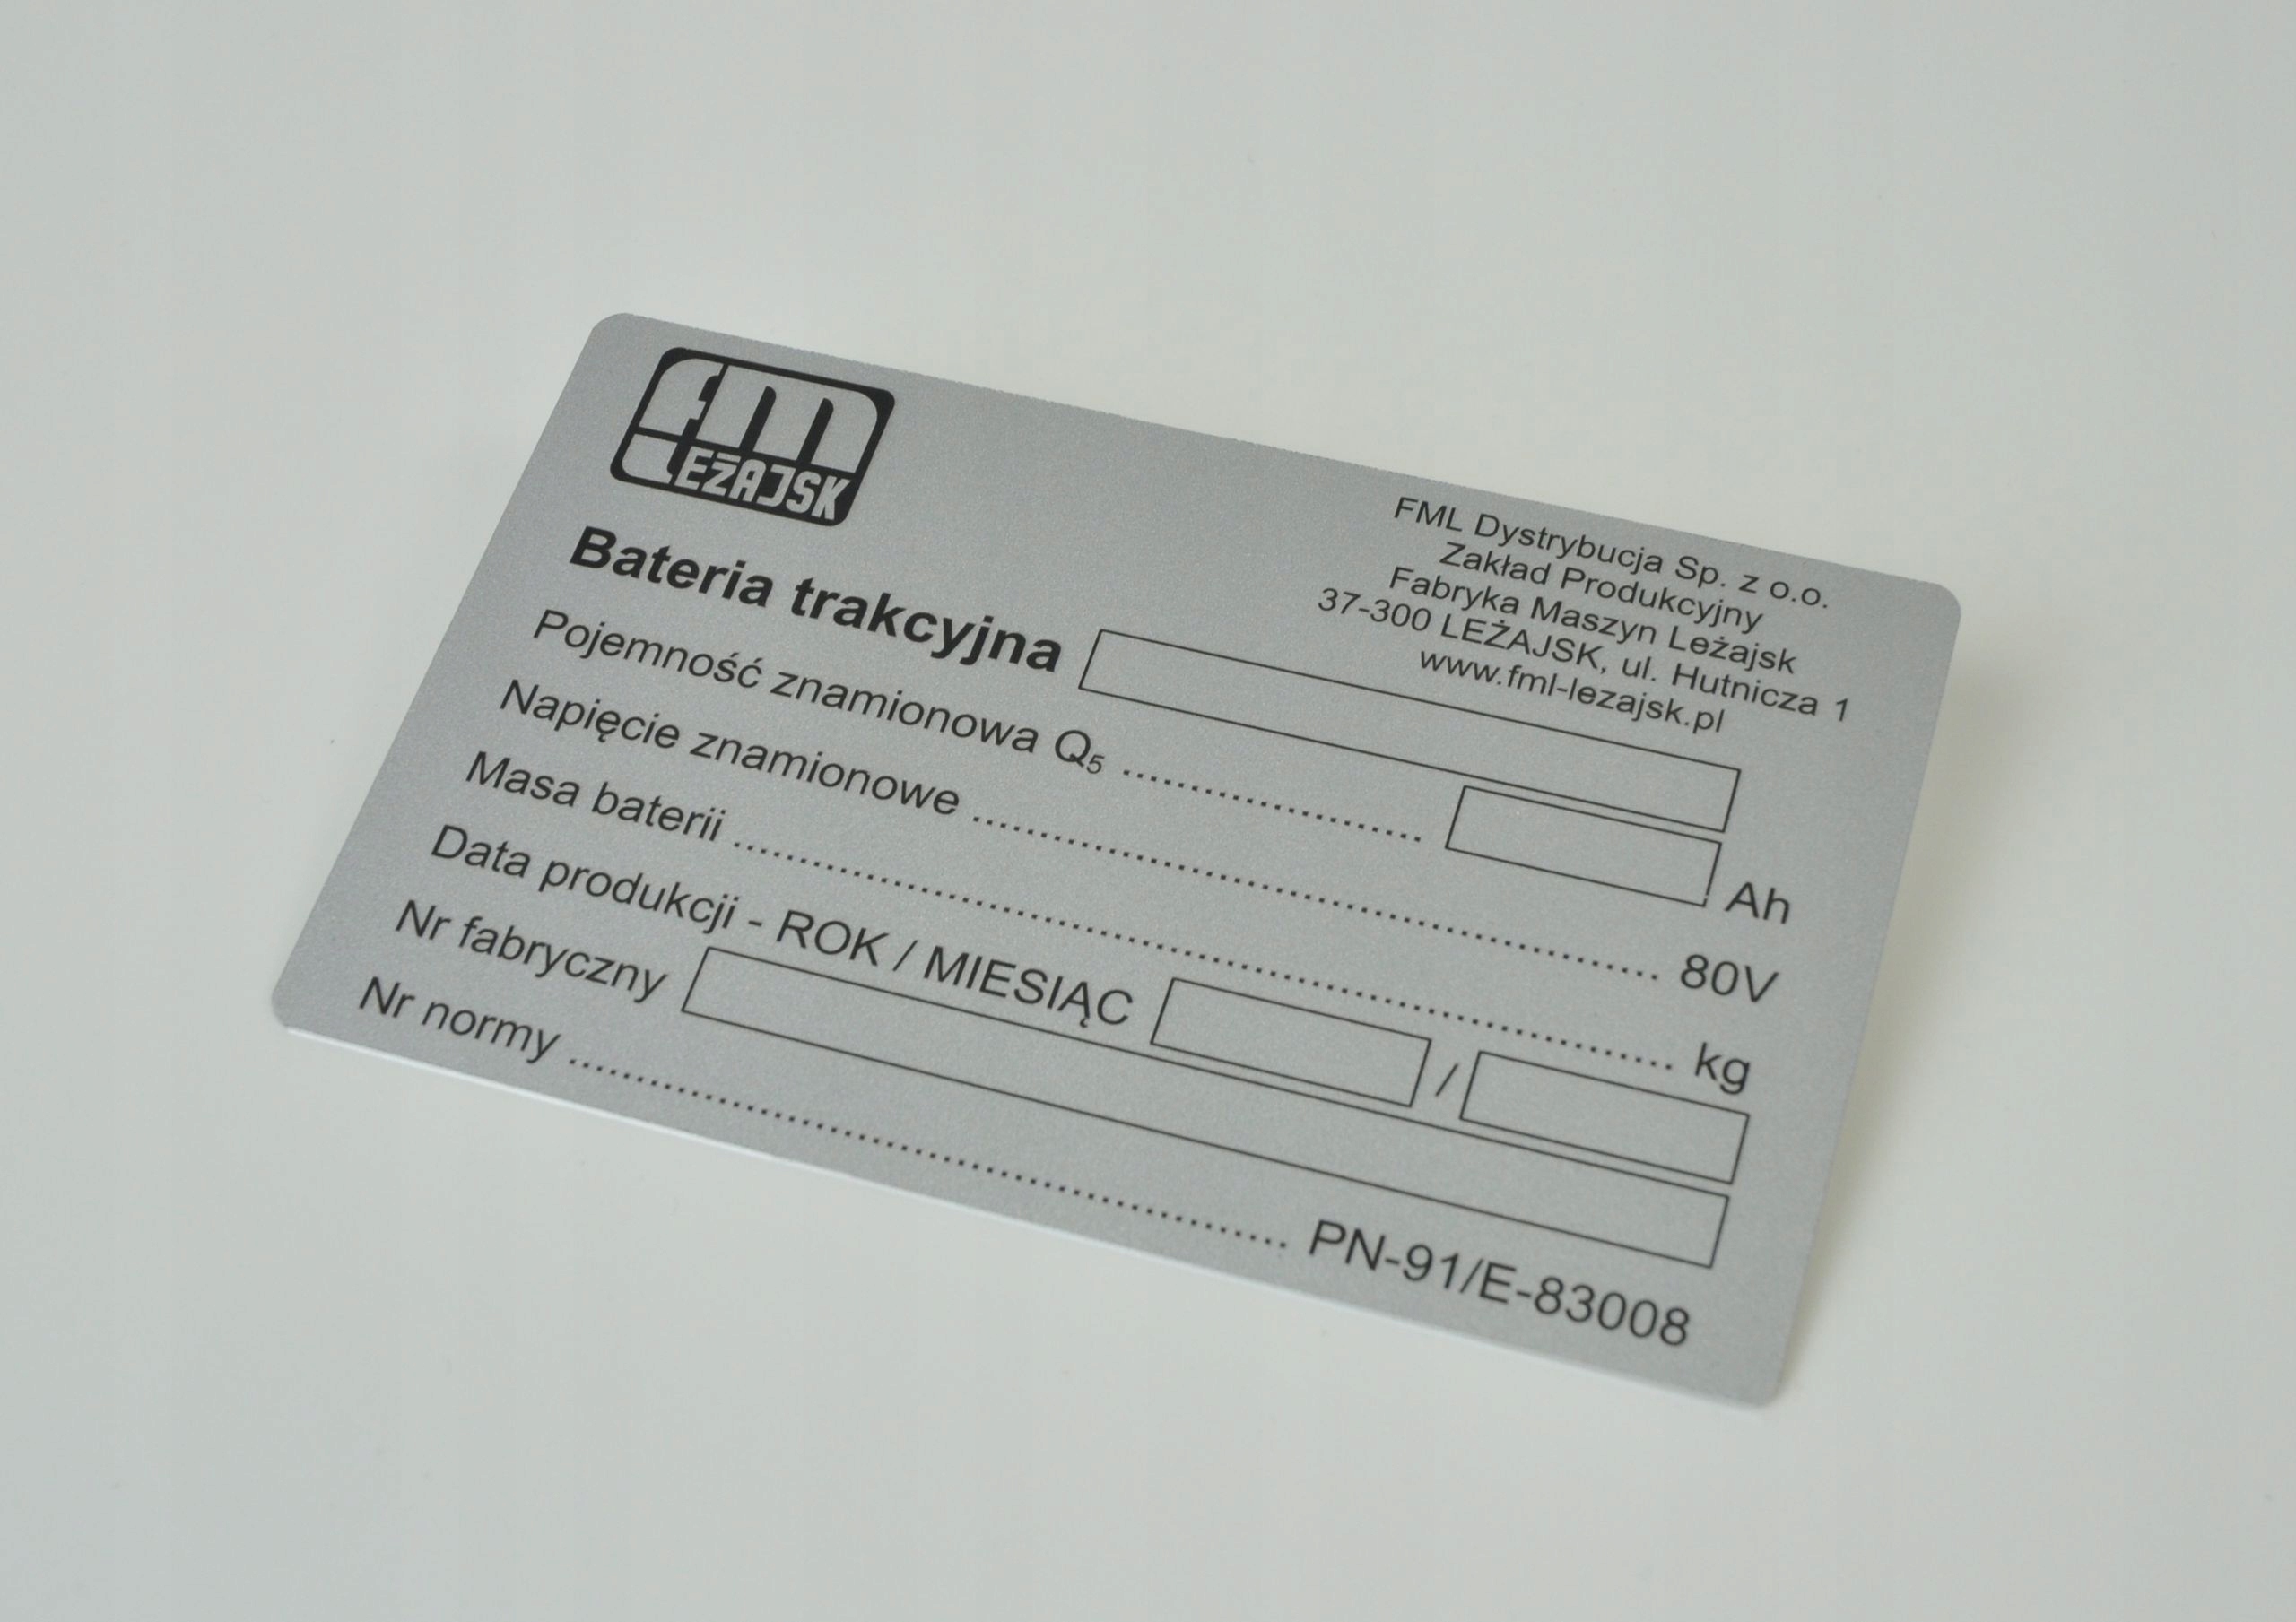 fm
LEŻAJSK
FML Dystrybucja Sp. z o.o.
Zakład Produkcyjny
Fabryka Maszyn Leżajsk
37-300 LEŻAJSK, ul. Hutnicza 1
www.fml-lezajsk.pl
Bateria trakcyjna
Pojemność znamionowa Q₅ .......................... Ah
Napięcie znamionowe .......................................................... 80V
Masa baterii ................................................................................ kg
Data produkcji - ROK / MIESIĄC /
Nr fabryczny
Nr normy ............................................................. PN-91/E-83008